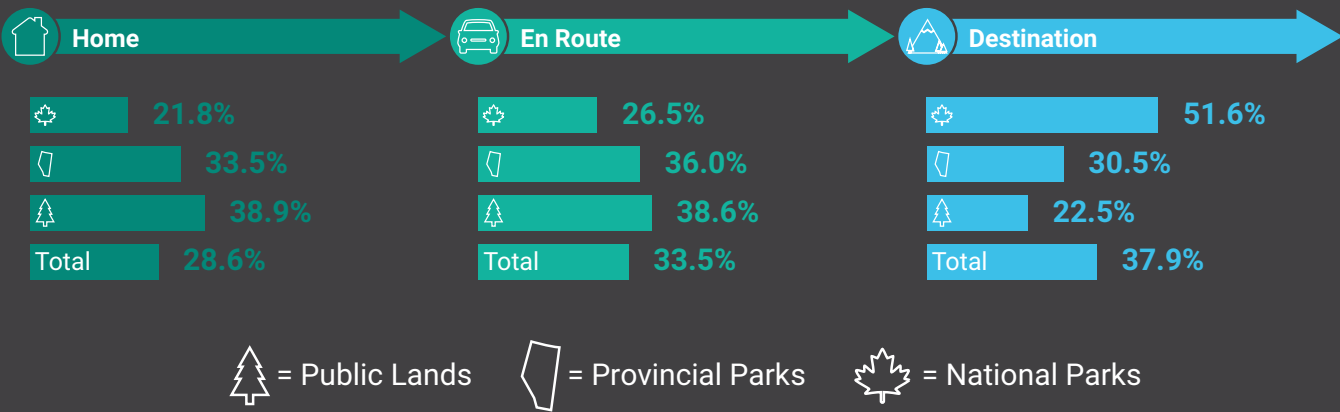 Home
En Route
Destination
21.8%
26.5%
51.6%
33.5%
36.0%
30.5%
38.9%
38.6%
22.5%
Total 28.6%
Total 33.5%
Total 37.9%
= Public Lands
= Provincial Parks
= National Parks